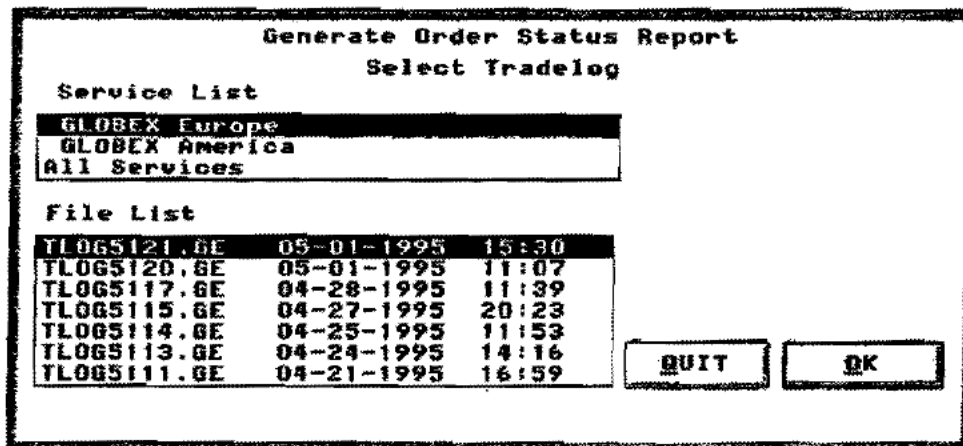 Generate Order Status Report
Select Tradelog
Service List
GLOBEX Europe
GLOBEX America
All Services
File List
TLOG5121.GE 05-01-1995 15:30
TLOG5120.GE 05-01-1995 11:07
TLOG5117.GE 04-28-1995 11:39
TLOG5115.GE 04-27-1995 20:23
TLOG5114.GE 04-25-1995 11:53
TLOG5113.GE 04-24-1995 14:16
TLOG5111.GE 04-21-1995 16:59
QUIT OK